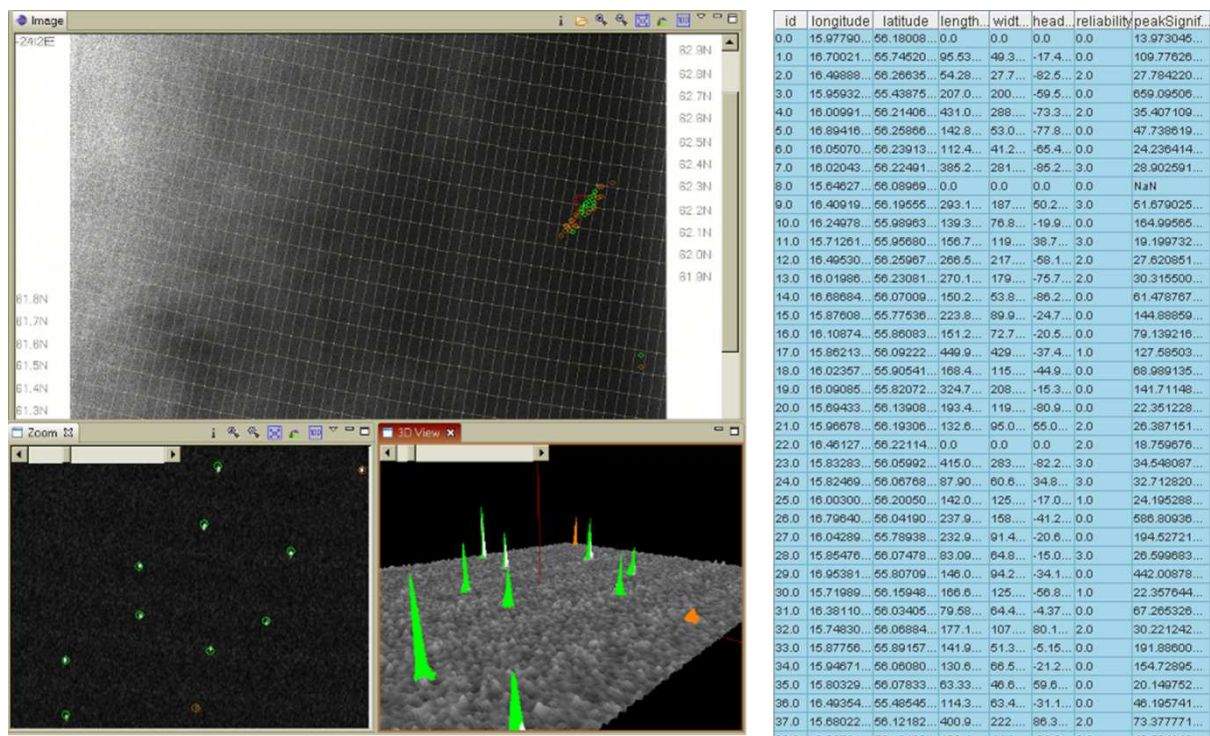 Image
-24.2E
62.9N
62.8N
62.7N
62.6N
62.5N
62.4N
62.3N
62.2N
62.1N
62.0N
61.9N
61.8N
61.7N
61.6N
61.5N
61.4N
61.3N
Zoom
3D View
id longitude latitude length... widt... head... reliability peakSignif...
0.0 15.97790... 56.18008... 0.0 0.0 0.0 0.0 13.973045...
1.0 16.70021... 55.74520... 95.53... 49.3... -17.4... 0.0 109.77626...
2.0 16.49888... 56.26635... 54.28... 27.7... -82.5... 2.0 27.784220...
3.0 15.95932... 55.43875... 207.0... 200.... -59.5... 0.0 659.09506...
4.0 16.00991... 56.21406... 431.0... 288.... -73.3... 2.0 35.407109...
5.0 16.89416... 56.25866... 142.8... 53.0... -77.8... 0.0 47.738619...
6.0 16.05070... 56.23913... 112.4... 41.2... -65.4... 0.0 24.236414...
7.0 16.02043... 56.22491... 385.2... 281.... -85.2... 3.0 28.902591...
8.0 15.64627... 56.08969... 0.0 0.0 0.0 0.0 NaN
9.0 16.40919... 56.19555... 293.1... 187.... 50.2... 3.0 51.679025...
10.0 16.24978... 55.98963... 139.3... 76.8... -19.9... 0.0 164.99565...
11.0 15.71261... 55.95680... 156.7... 119.... 38.7... 3.0 19.199732...
12.0 16.49530... 56.25967... 266.5... 217.... -58.1... 2.0 27.620851...
13.0 16.01986... 56.23081... 270.1... 179.... -75.7... 2.0 30.315500...
14.0 16.68684... 56.07009... 150.2... 53.8... -86.2... 0.0 61.478767...
15.0 15.87608... 55.77536... 223.8... 89.9... -24.7... 0.0 144.88859...
16.0 16.10874... 55.86083... 151.2... 72.7... -20.5... 0.0 79.139216...
17.0 15.86213... 56.09222... 449.9... 429.... -37.4... 1.0 127.58503...
18.0 16.02357... 55.90541... 168.4... 115.... -44.9... 0.0 68.989135...
19.0 16.09085... 55.82072... 324.7... 208.... -15.3... 0.0 141.71148...
20.0 15.69433... 56.13908... 193.4... 119.... -80.9... 0.0 22.351228...
21.0 15.96678... 56.19306... 132.6... 95.0... 55.0... 2.0 26.387151...
22.0 16.46127... 56.22114... 0.0 0.0 0.0 2.0 18.759676...
23.0 15.83283... 56.05992... 415.0... 283.... -82.2... 3.0 34.548087...
24.0 15.82469... 56.06768... 87.90... 60.6... 34.8... 3.0 32.712820...
25.0 16.00300... 56.20050... 142.0... 125.... -17.0... 1.0 24.195288...
26.0 16.79640... 56.04190... 237.9... 158.... -41.2... 0.0 586.80936...
27.0 16.04289... 55.78938... 232.9... 91.4... -20.6... 0.0 194.52721...
28.0 15.85476... 56.07478... 83.09... 64.8... -15.0... 3.0 26.599683...
29.0 16.95381... 55.80709... 146.0... 94.2... -34.1... 0.0 442.00878...
30.0 15.71989... 56.15948... 166.6... 125.... -56.8... 1.0 22.357644...
31.0 16.38110... 56.03405... 79.58... 64.4... -4.37... 0.0 67.265326...
32.0 15.74830... 56.06884... 177.1... 107.... 80.1... 2.0 30.221242...
33.0 15.87756... 55.89157... 141.9... 51.3... -5.15... 0.0 191.88600...
34.0 15.94671... 56.06080... 130.6... 66.5... -21.2... 0.0 154.72895...
35.0 15.80329... 56.07833... 63.33... 46.6... 59.6... 0.0 20.149752...
36.0 16.49354... 55.48545... 114.3... 63.4... -31.1... 0.0 46.195741...
37.0 15.68022... 56.12182... 400.9... 222.... 86.3... 2.0 73.377771...